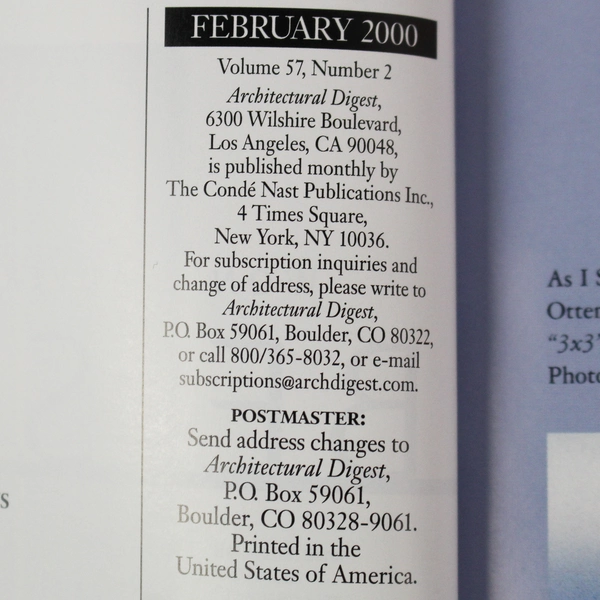 FEBRUARY 2000
Volume 57, Number 2
Architectural Digest,
6300 Wilshire Boulevard,
Los Angeles, CA 90048,
is published monthly by
The Condé Nast Publications Inc.,
4 Times Square,
New York, NY 10036.
For subscription inquiries and
change of address, please write to
Architectural Digest,
P.O. Box 59061, Boulder, CO 80322,
or call 800/365-8032, or e-mail
subscriptions@archdigest.com.
POSTMASTER:
Send address changes to
Architectural Digest,
P.O. Box 59061,
Boulder, CO 80328-9061.
Printed in the
United States of America.
s
As I S
Otter
"3x3"
Photo